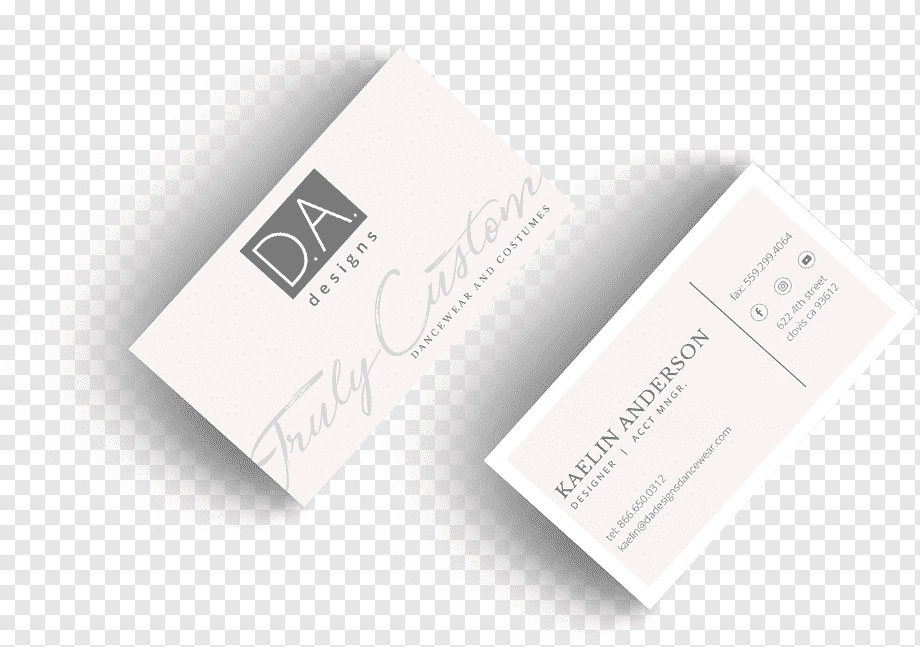 D.A.
designs
Truly Custom
DANCEWEAR AND COSTUMES
KAELIN ANDERSON
DESIGNER | ACCT MNGR.
tel: 866.650.0312
kaelin@dadesignsdancewear.com
fax: 559.299.4064
622 4th street
clovis ca 93612